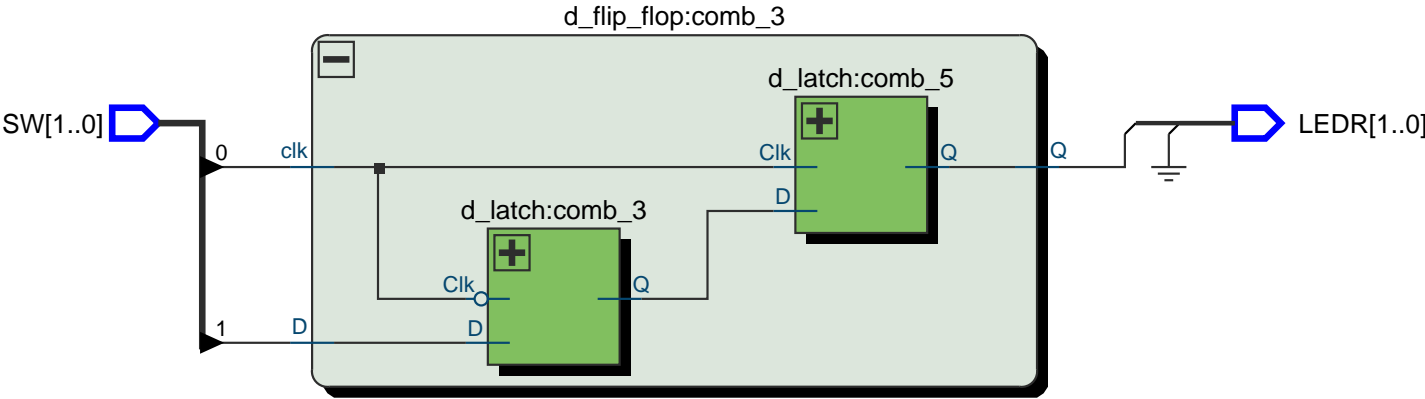 d_flip_flop:comb_3
d_latch:comb_5
SW[1..0]
LEDR[1..0]
0
clk
Clk
Q
Q
D
d_latch:comb_3
Clk
Q
1
D
D